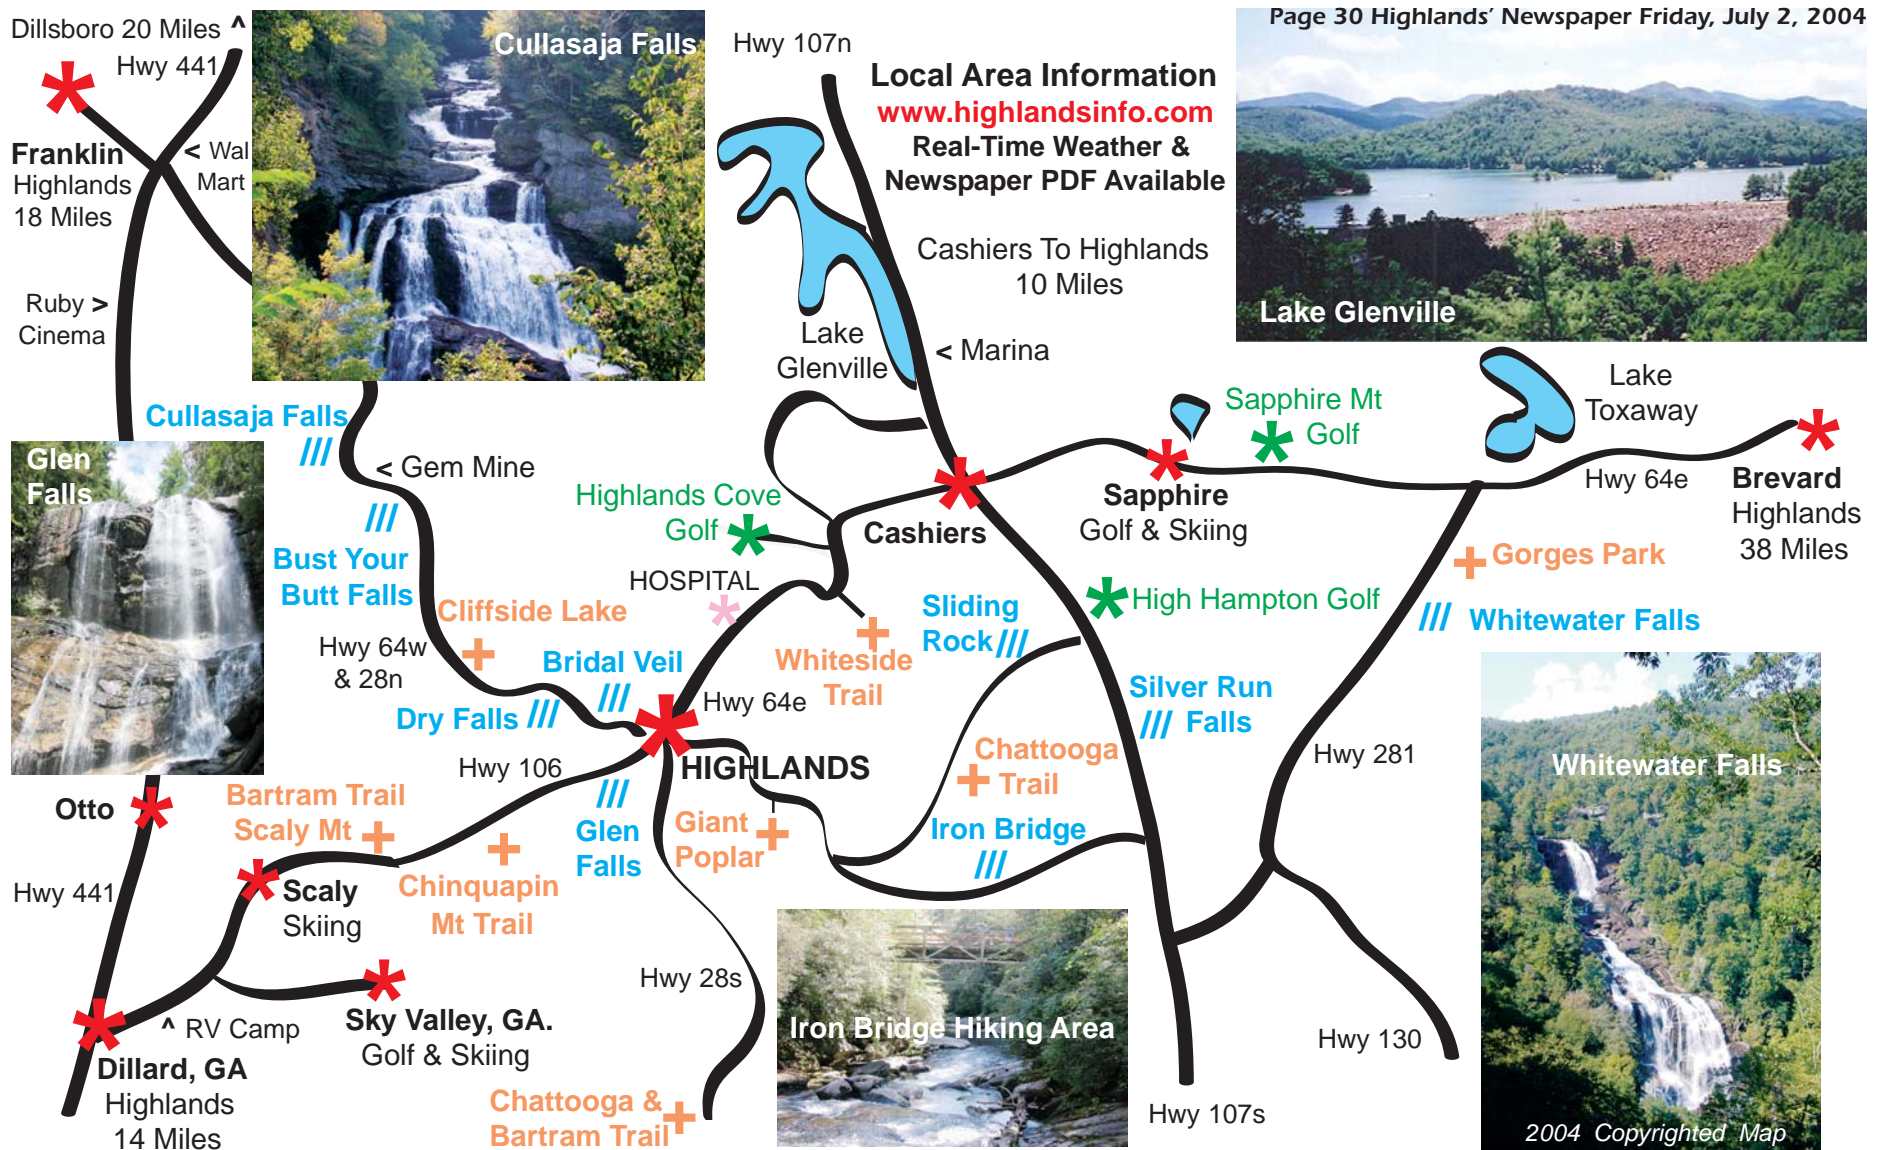 Page 30 Highlands' Newspaper Friday, July 2, 2004
Dillsboro 20 Miles ^
Hwy 441
Franklin
Highlands
18 Miles
< Wal
Mart
Ruby >
Cinema
Cullasaja Falls
Hwy 107n
Local Area Information
www.highlandsinfo.com
Real-Time Weather &
Newspaper PDF Available
Cashiers To Highlands
10 Miles
Lake Glenville
Lake
Glenville
< Marina
Sapphire Mt
Golf
Lake
Toxaway
Cullasaja Falls
///
< Gem Mine
Glen
Falls
///
Bust Your
Butt Falls
Highlands Cove
Golf
Cashiers
Sapphire
Golf & Skiing
Hwy 64e
Brevard
Highlands
38 Miles
Gorges Park
/// Whitewater Falls
HOSPITAL
Cliffside Lake
Hwy 64w
& 28n
Bridal Veil
///
Dry Falls ///
Hwy 64e
Whiteside
Trail
Sliding
Rock ///
High Hampton Golf
Silver Run
/// Falls
Hwy 106
HIGHLANDS
Chattooga
Trail
Hwy 281
Whitewater Falls
Otto
Bartram Trail
Scaly Mt
///
Glen
Falls
Giant
Poplar
Iron Bridge
///
Hwy 441
Scaly
Skiing
Chinquapin
Mt Trail
Hwy 28s
Iron Bridge Hiking Area
^ RV Camp
Sky Valley, GA.
Golf & Skiing
Hwy 130
Dillard, GA
Highlands
14 Miles
Chattooga &
Bartram Trail
Hwy 107s
2004 Copyrighted Map